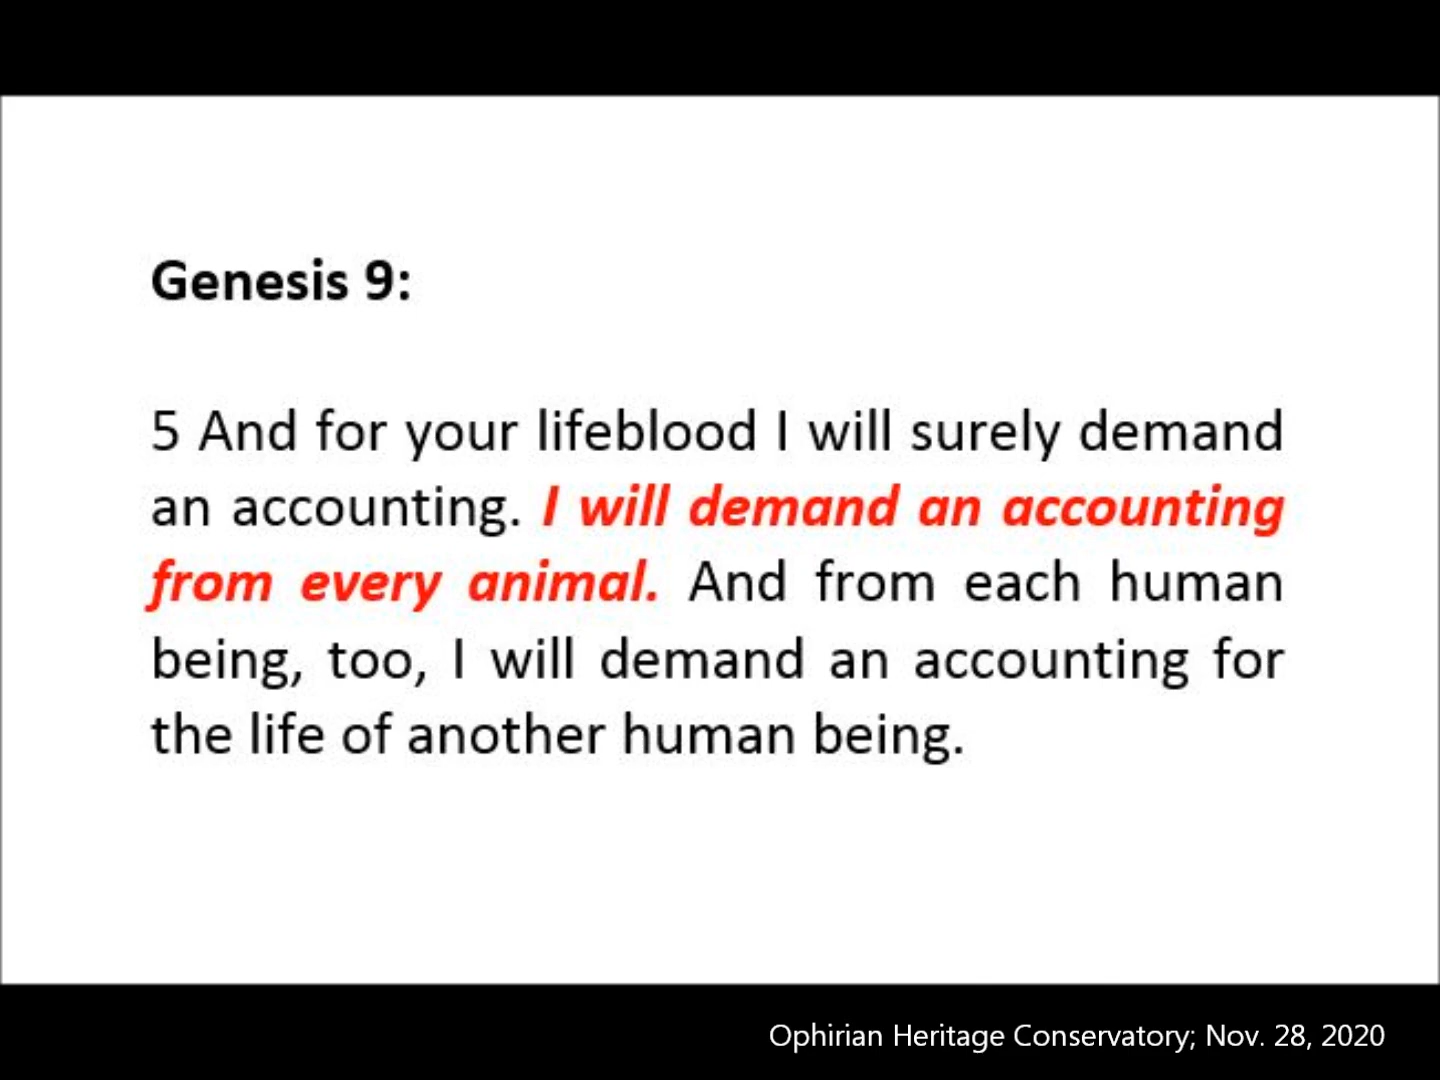 Genesis 9:
5 And for your lifeblood I will surely demand
an accounting. I will demand an accounting
from every animal. And from each human
being, too, I will demand an accounting for
the life of another human being.
Ophirian Heritage Conservatory; Nov. 28, 2020